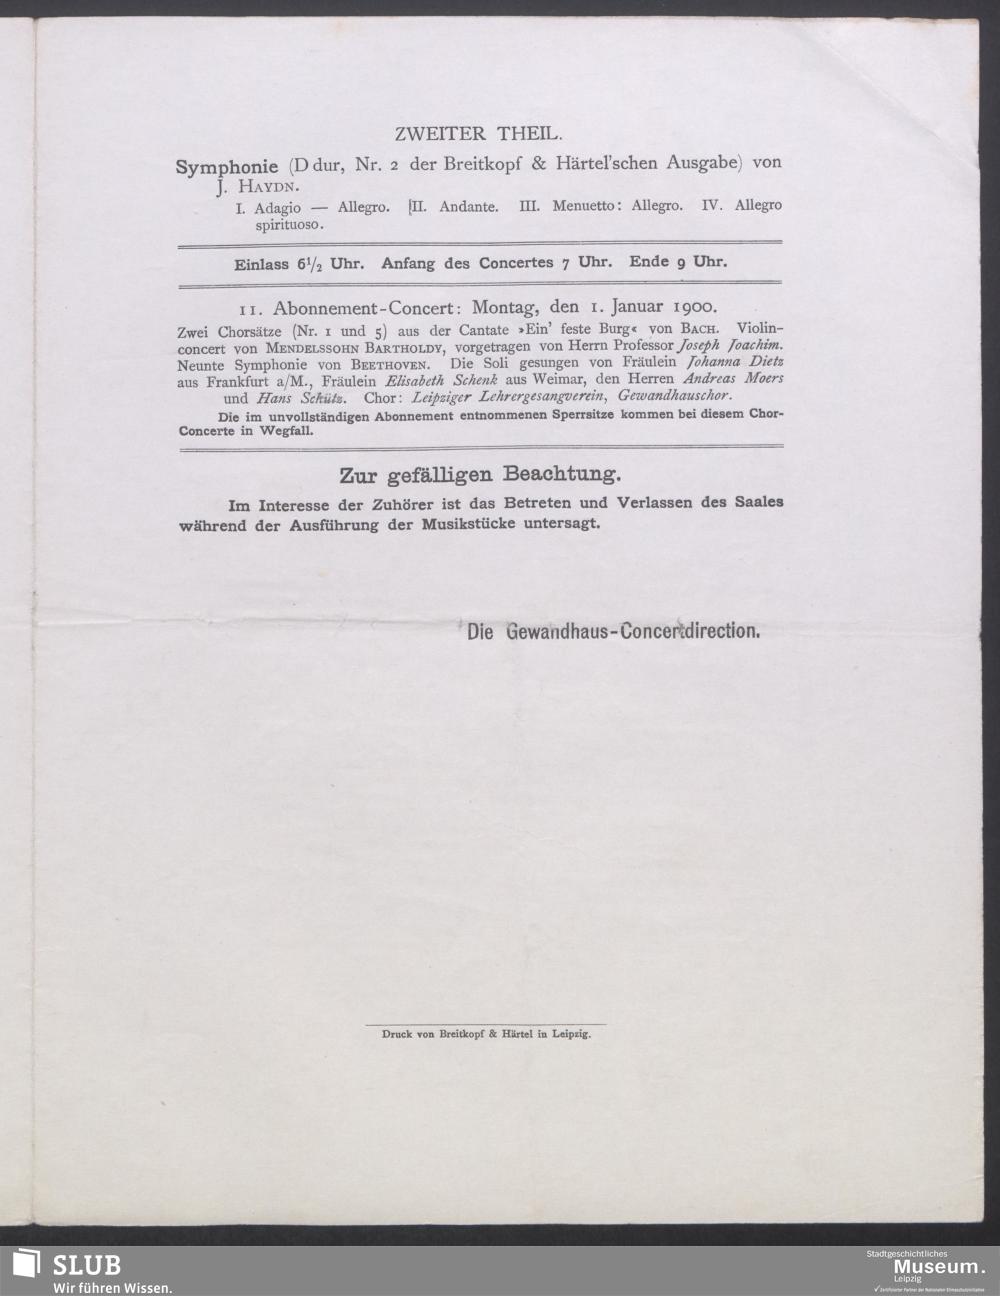 ZWEITER THEIL.
Symphonie (D dur, Nr. 2 der Breitkopf & Härtel'schen Ausgabe) von
J. HAYDN.
I. Adagio — Allegro. II. Andante. III. Menuetto: Allegro. IV. Allegro
spirituoso.
Einlass 6½ Uhr. Anfang des Concertes 7 Uhr. Ende 9 Uhr.
11. Abonnement-Concert: Montag, den 1. Januar 1900.
Zwei Chorsätze (Nr. 1 und 5) aus der Cantate »Ein' feste Burg« von BACH. Violin-
concert von MENDELSSOHN BARTHOLDY, vorgetragen von Herrn Professor Joseph Joachim.
Neunte Symphonie von BEETHOVEN. Die Soli gesungen von Fräulein Johanna Dietz
aus Frankfurt a/M., Fräulein Elisabeth Schenk aus Weimar, den Herren Andreas Moers
und Hans Schütz. Chor: Leipziger Lehrergesangverein, Gewandhauschor.
Die im unvollständigen Abonnement entnommenen Sperrsitze kommen bei diesem Chor-
Concerte in Wegfall.
Zur gefälligen Beachtung.
Im Interesse der Zuhörer ist das Betreten und Verlassen des Saales
während der Ausführung der Musikstücke untersagt.
Die Gewandhaus-Concertdirection.
Druck von Breitkopf & Härtel in Leipzig.
SLUB
Wir führen Wissen.
Stadtgeschichtliches
Museum.
Leipzig
Zertifizierter Partner der Nationalen Klimaschutzinitiative